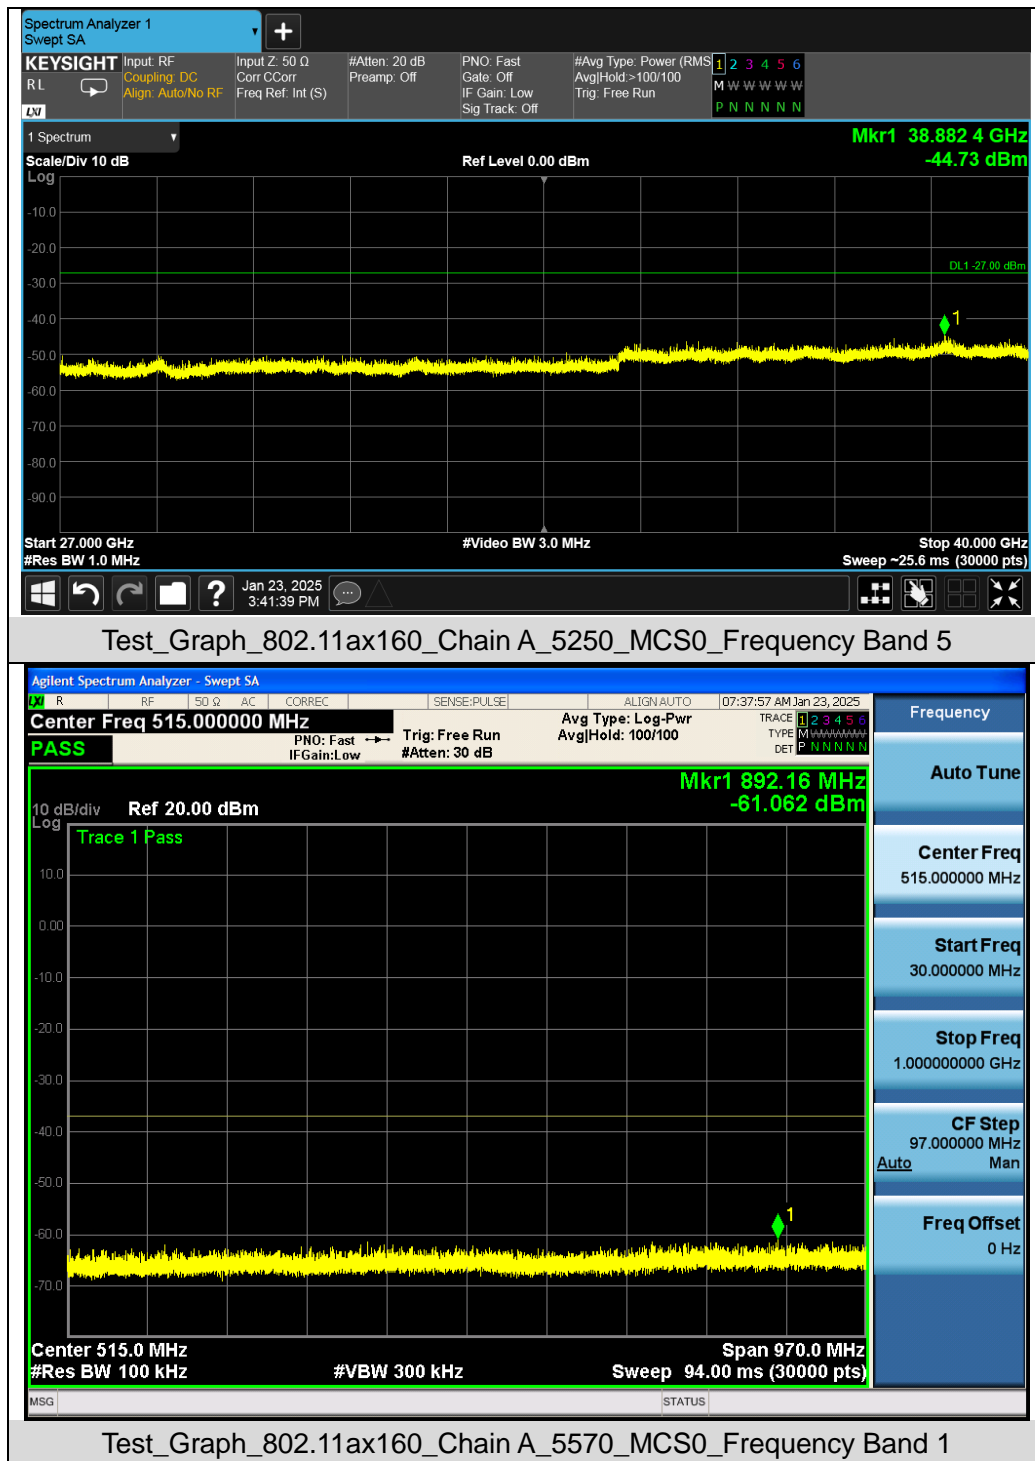 Spectrum Analyzer 1
Swept SA
+
KEYSIGHT Input: RF Input Z: 50 Ω #Atten: 20 dB PNO: Fast #Avg Type: Power (RMS 1 2 3 4 5 6
R L Coupling: DC Corr CCorr Preamp: Off Gate: Off Avg|Hold:>100/100 M W W W W W
Align: Auto/No RF Freq Ref: Int (S) IF Gain: Low Trig: Free Run
LXI Sig Track: Off P N N N N N
1 Spectrum Mkr1 38.882 4 GHz
Scale/Div 10 dB Ref Level 0.00 dBm -44.73 dBm
Log
-10.0
-20.0
DL1 -27.00 dBm
-30.0
-40.0
1
-50.0
-60.0
-70.0
-80.0
-90.0
Start 27.000 GHz #Video BW 3.0 MHz Stop 40.000 GHz
#Res BW 1.0 MHz Sweep ~25.6 ms (30000 pts)
? Jan 23, 2025
3:41:39 PM
Test_Graph_802.11ax160_Chain A_5250_MCS0_Frequency Band 5
Agilent Spectrum Analyzer - Swept SA
LXI R RF 50 Ω AC CORREC SENSE:PULSE ALIGN AUTO 07:37:57 AM Jan 23, 2025
Center Freq 515.000000 MHz Avg Type: Log-Pwr TRACE 1 2 3 4 5 6
PNO: Fast Trig: Free Run Avg|Hold: 100/100 TYPE M W W W W W
PASS IFGain:Low #Atten: 30 dB DET P N N N N N
Mkr1 892.16 MHz
10 dB/div Ref 20.00 dBm -61.062 dBm
Log
Trace 1 Pass
10.0
0.00
-10.0
-20.0
-30.0
-40.0
-50.0
1
-60.0
-70.0
Center 515.0 MHz Span 970.0 MHz
#Res BW 100 kHz #VBW 300 kHz Sweep 94.00 ms (30000 pts)
MSG STATUS
Frequency
Auto Tune
Center Freq
515.000000 MHz
Start Freq
30.000000 MHz
Stop Freq
1.000000000 GHz
CF Step
97.000000 MHz
Auto Man
Freq Offset
0 Hz
Test_Graph_802.11ax160_Chain A_5570_MCS0_Frequency Band 1